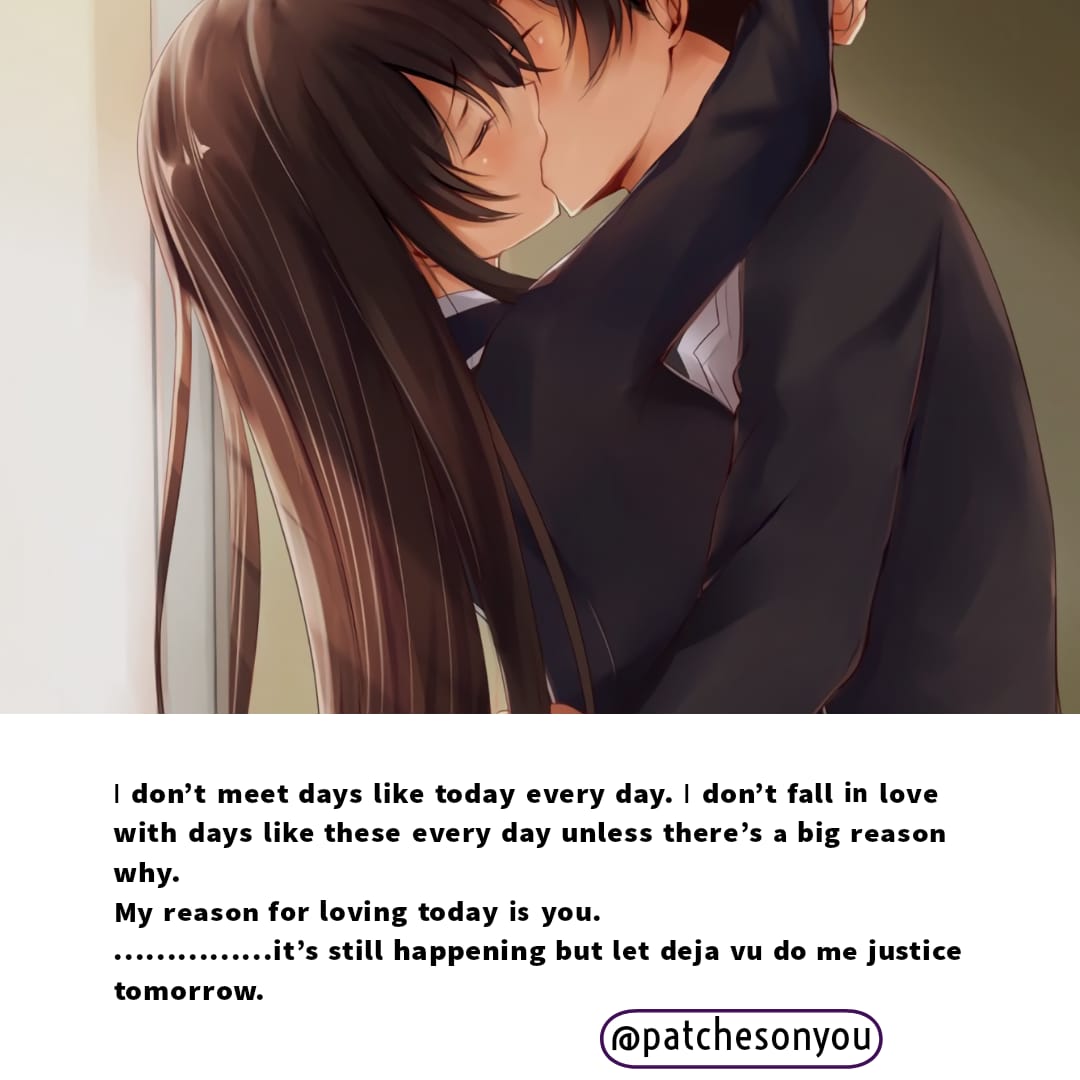 I don’t meet days like today every day. I don’t fall in love
with days like these every day unless there’s a big reason
why.
My reason for loving today is you.
...............it’s still happening but let deja vu do me justice
tomorrow.
@patchesonyou